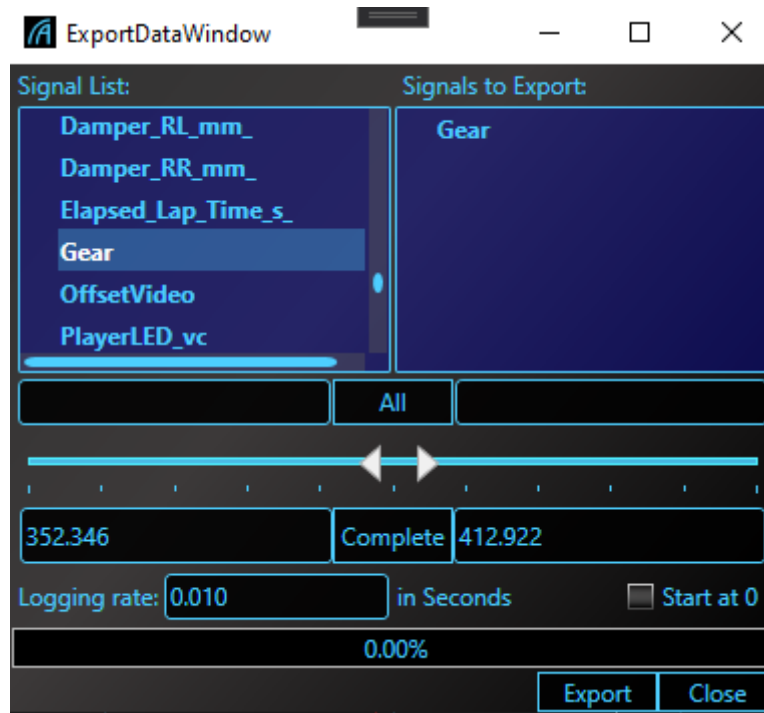 ExportDataWindow
Signal List:
Signals to Export:
Damper_RL_mm_
Damper_RR_mm_
Elapsed_Lap_Time_s_
Gear
OffsetVideo
PlayerLED_vc
Gear
All
352.346
Complete
412.922
Logging rate:
0.010
in Seconds
Start at 0
0.00%
Export
Close